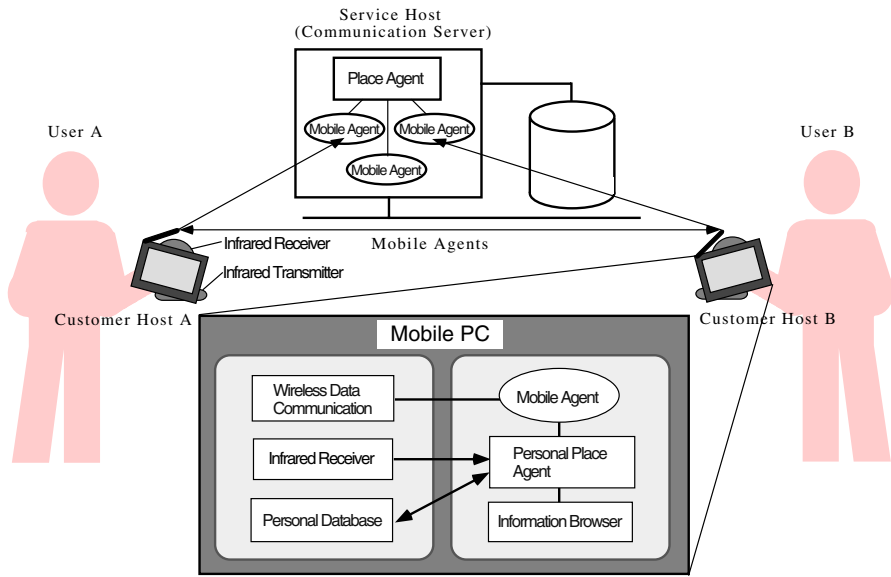 Service Host
(Communication Server)
Place Agent
Mobile Agent
Mobile Agent
Mobile Agent
User A
User B
Infrared Receiver
Mobile Agents
Infrared Transmitter
Customer Host A
Customer Host B
Mobile PC
Wireless Data
Communication
Mobile Agent
Infrared Receiver
Personal Place
Agent
Personal Database
Information Browser